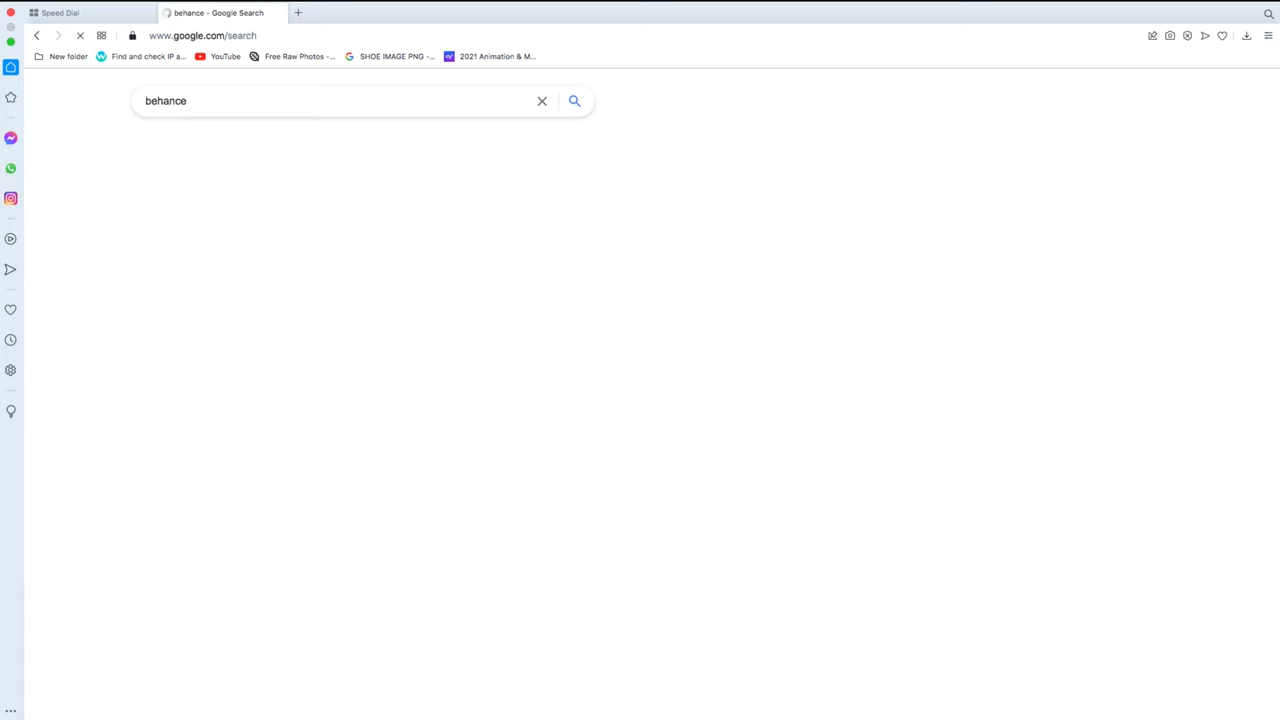 Speed Dial
behance - Google Search
www.google.com/search
New folder
Find and check IP a...
YouTube
Free Raw Photos -...
SHOE IMAGE PNG -...
2021 Animation & M...
behance